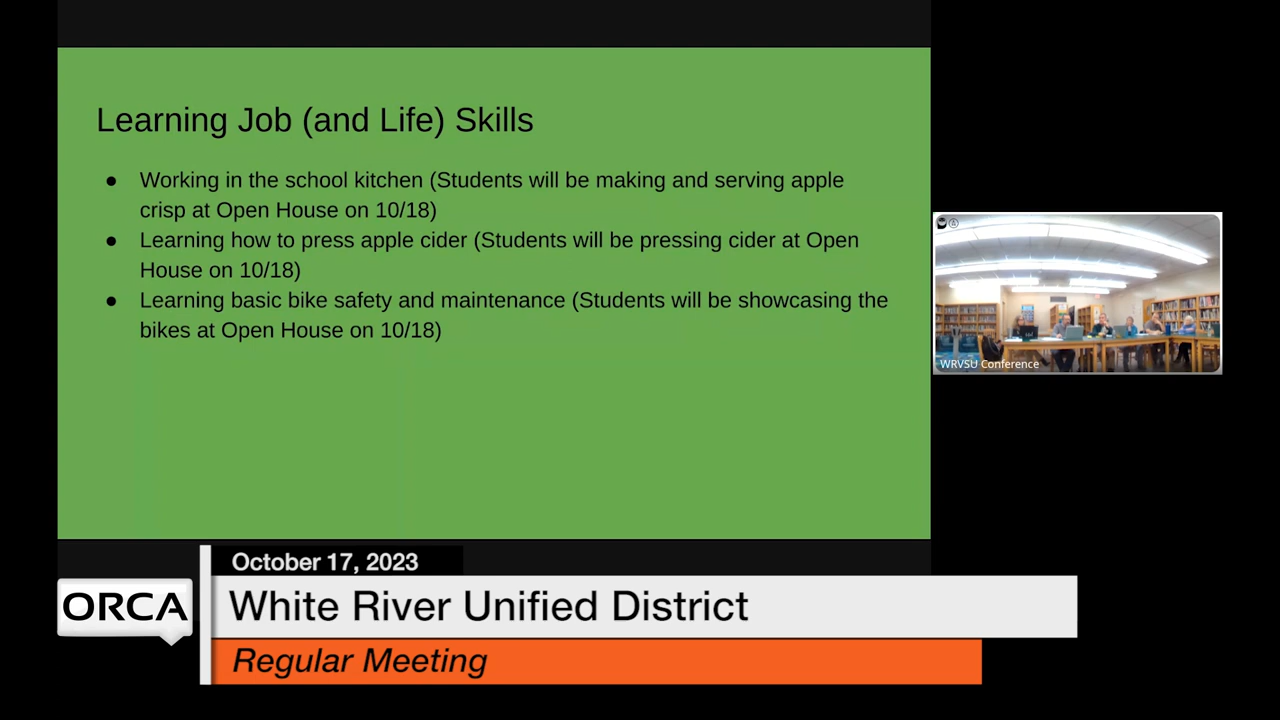 Learning Job (and Life) Skills
● Working in the school kitchen (Students will be making and serving apple
crisp at Open House on 10/18)
● Learning how to press apple cider (Students will be pressing cider at Open
House on 10/18)
● Learning basic bike safety and maintenance (Students will be showcasing the
bikes at Open House on 10/18)
WRVSU Conference
October 17, 2023
ORCA
White River Unified District
Regular Meeting